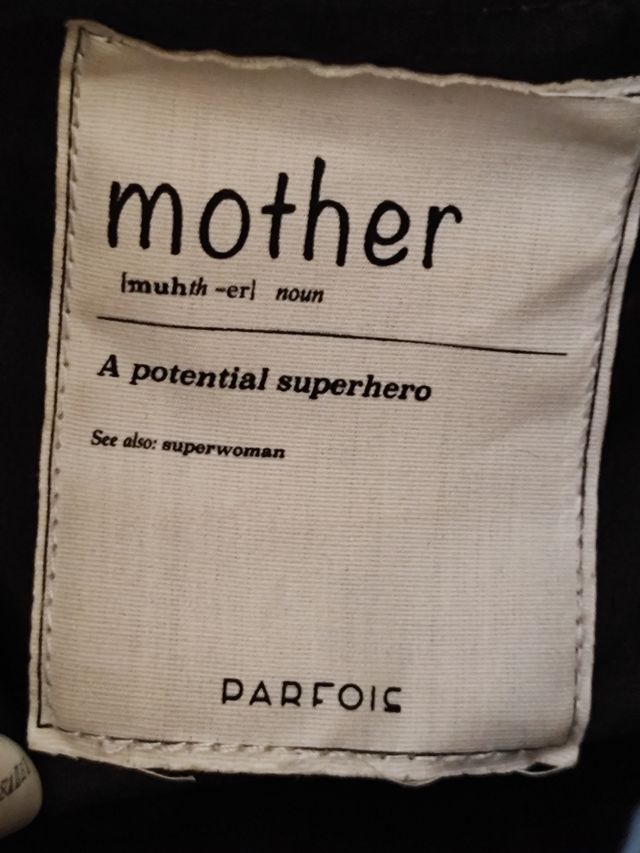 mother
[muhth -er] noun
A potential superhero
See also: superwoman
PARFOIS